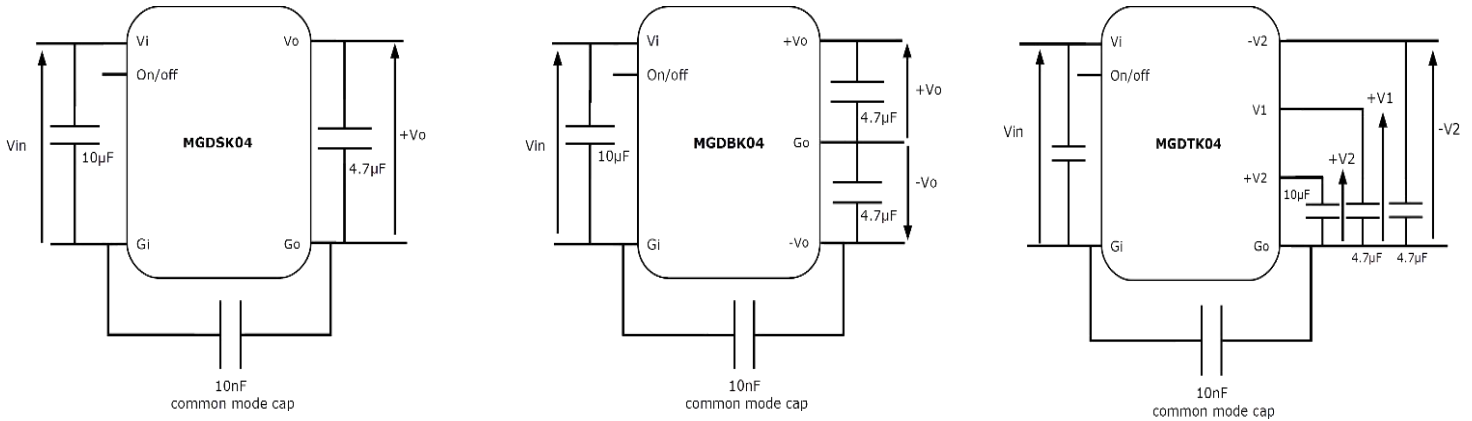 Vi
Vo
On/off
Vin
10µF
MGDSK04
4.7µF
+Vo
Gi
Go
10nF
common mode cap
Vi
+Vo
On/off
Vin
10µF
MGDBK04
4.7µF
+Vo
Go
-Vo
4.7µF
Gi
-Vo
10nF
common mode cap
Vi
-V2
On/off
V1
+V1
Vin
MGDTK04
-V2
+V2
+V2
10µF
Gi
Go
4.7µF
4.7µF
10nF
common mode cap